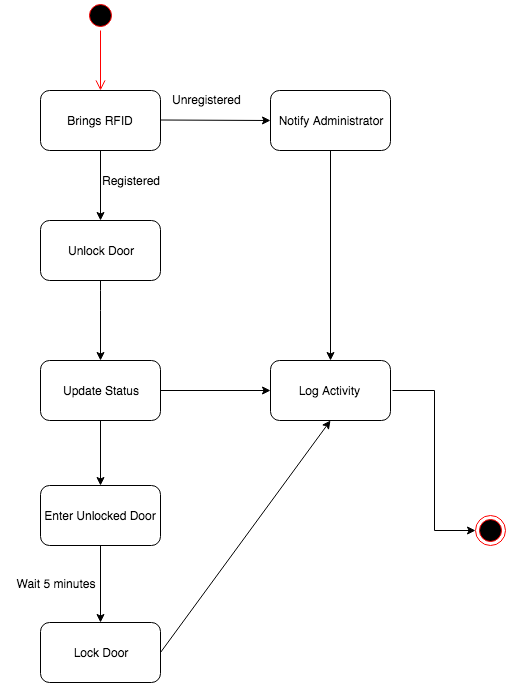 Unregistered
Brings RFID
Notify Administrator
Registered
Unlock Door
Update Status
Log Activity
Enter Unlocked Door
Wait 5 minutes
Lock Door